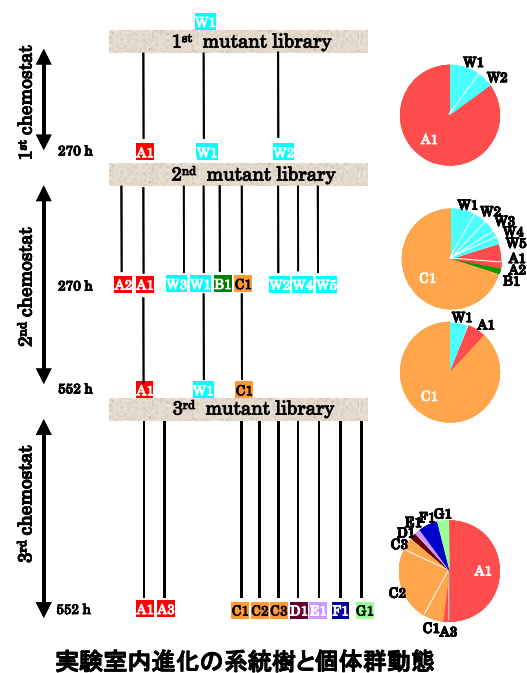 W1
1st mutant library
1st chemostat
W1
W2
A1
270 h
A1
W1
W2
2nd mutant library
2nd chemostat
W1
W2
W3
W4
W5
A1
A2
B1
C1
270 h
A2 A1 W3 W1 B1 C1 W2 W4 W5
W1
A1
C1
552 h
A1
W1
C1
3rd mutant library
3rd chemostat
G1
F1
E1
D1
C3
A1
C2
C1
A3
552 h
A1 A3 C1 C2 C3 D1 E1 F1 G1
実験室内進化の系統樹と個体群動態